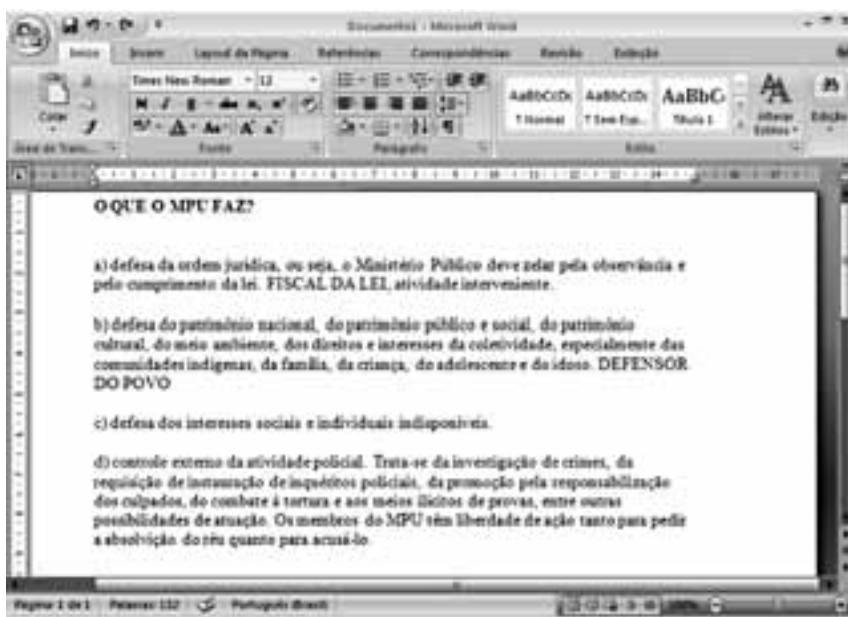 Documento1 - Microsoft Word
Início Inserir Layout da Página Referências Correspondências Revisão Exibição
Times New Roman 12
AaBbCcDc AaBbCcDc AaBbC
Colar
¶ Normal ¶ Sem Esp... Título 1
Alterar
Estilos
Edição
Área de Trans... Fonte Parágrafo Estilo
O QUE O MPU FAZ?
a) defesa da ordem jurídica, ou seja, o Ministério Público deve zelar pela observância e
pelo cumprimento da lei. FISCAL DA LEI, atividade interveniente.
b) defesa do patrimônio nacional, do patrimônio público e social, do patrimônio
cultural, do meio ambiente, dos direitos e interesses da coletividade, especialmente das
comunidades indígenas, da família, da criança, do adolescente e do idoso. DEFENSOR
DO POVO
c) defesa dos interesses sociais e individuais indisponíveis.
d) controle externo da atividade policial. Trata-se da investigação de crimes, da
requisição de instauração de inquéritos policiais, da promoção pela responsabilização
dos culpados, do combate à tortura e aos meios ilícitos de provas, entre outras
possibilidades de atuação. Os membros do MPU têm liberdade de ação tanto para pedir
a absolvição do réu quanto para acusá-lo.
Página: 1 de 1 Palavras: 132 Português (Brasil) 100%